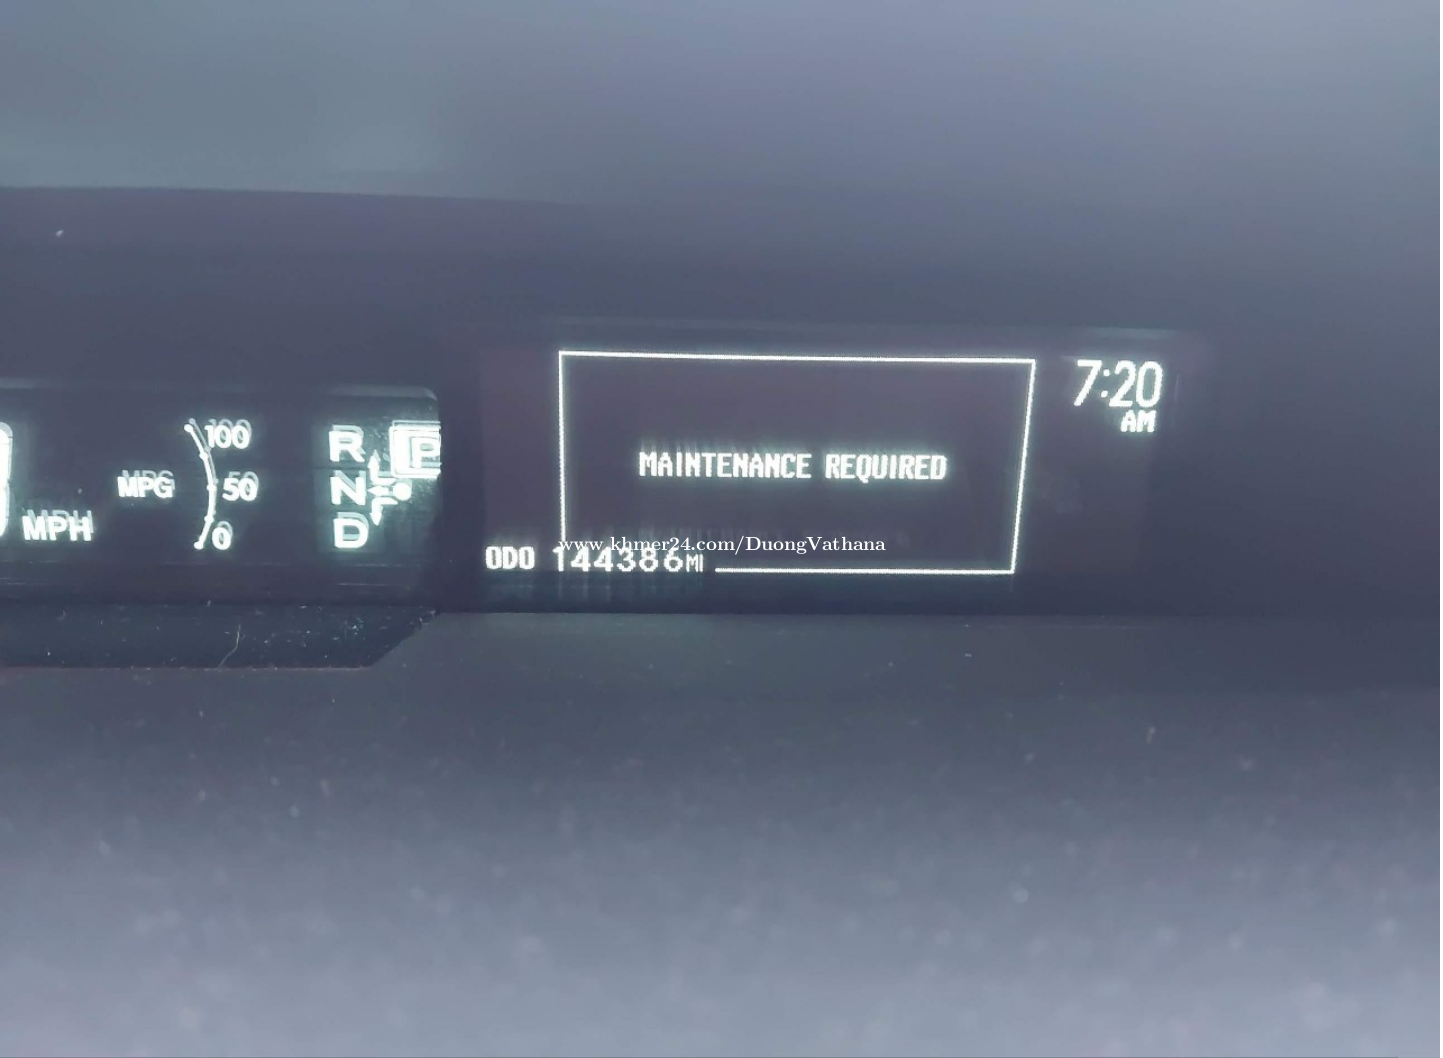 100
MPG
50
MPH
0
R
P
N
D
MAINTENANCE REQUIRED
7:20
AM
www.khmer24.com/DuongVathana
ODO 144386MI